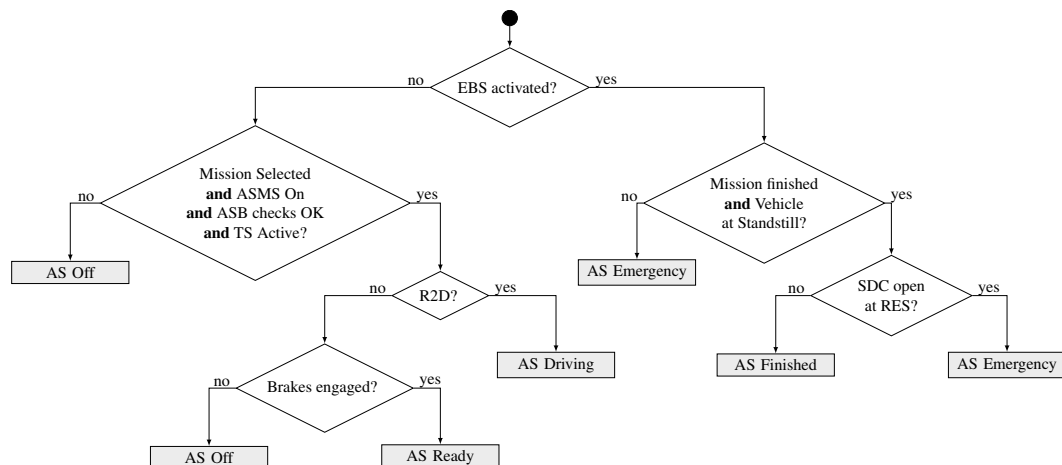 EBS activated?
no
yes
Mission Selected
and ASMS On
and ASB checks OK
and TS Active?
no
yes
Mission finished
and Vehicle
at Standstill?
no
yes
AS Off
AS Emergency
R2D?
no
yes
SDC open
at RES?
no
yes
AS Driving
AS Finished
AS Emergency
Brakes engaged?
no
yes
AS Off
AS Ready